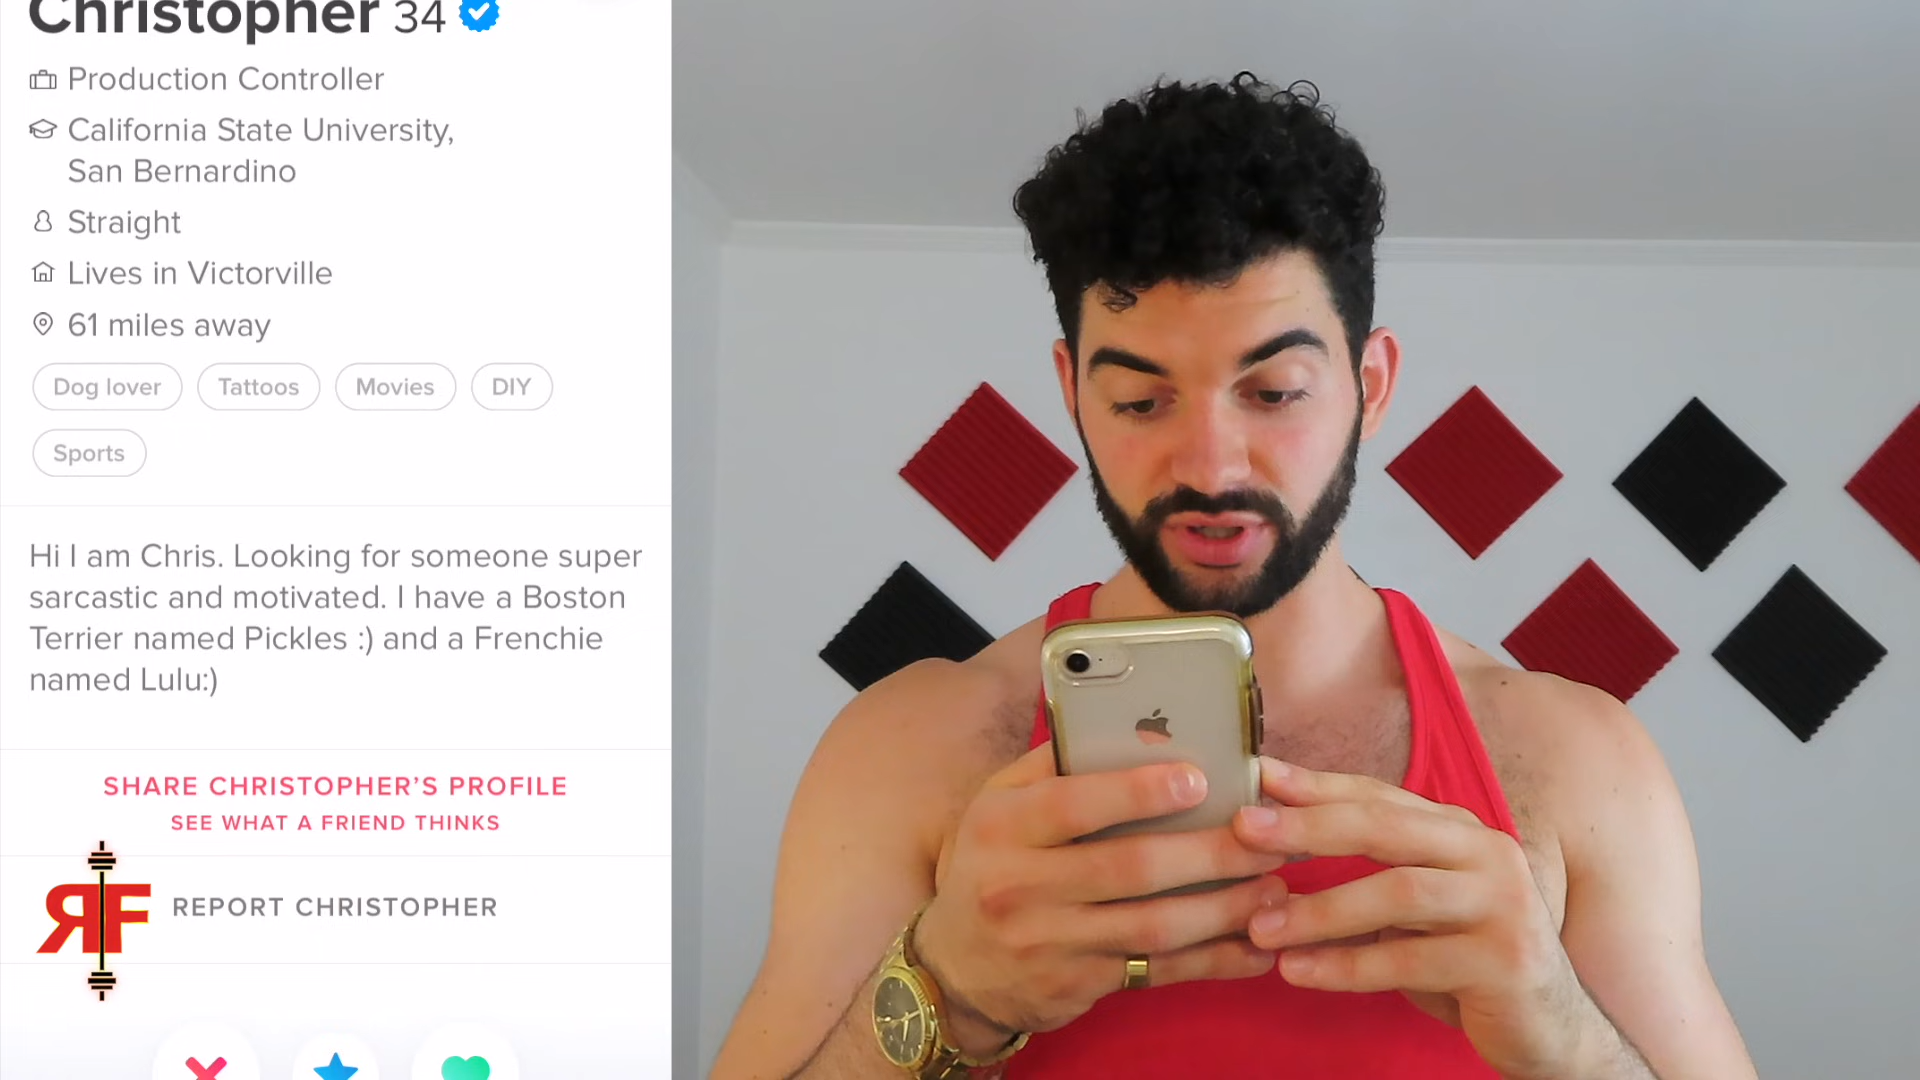 Christopher 34
Production Controller
California State University,
San Bernardino
Straight
Lives in Victorville
61 miles away
Dog lover
Tattoos
Movies
DIY
Sports
Hi I am Chris. Looking for someone super
sarcastic and motivated. I have a Boston
Terrier named Pickles :) and a Frenchie
named Lulu:)
SHARE CHRISTOPHER'S PROFILE
SEE WHAT A FRIEND THINKS
RF
REPORT CHRISTOPHER